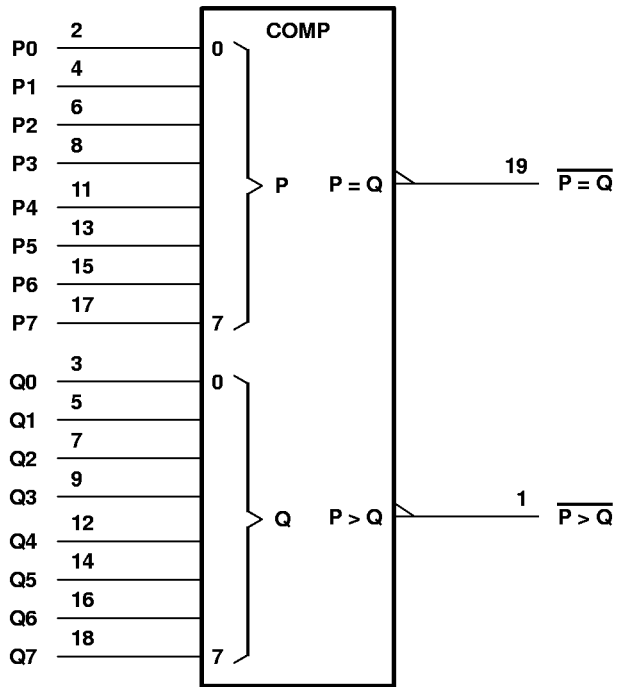 COMP
P0 2 0
P1 4
P2 6
P3 8
P4 11
P5 13
P6 15
P7 17 7
P P = Q 19 P = Q
Q0 3 0
Q1 5
Q2 7
Q3 9
Q4 12
Q5 14
Q6 16
Q7 18 7
Q P > Q 1 P > Q